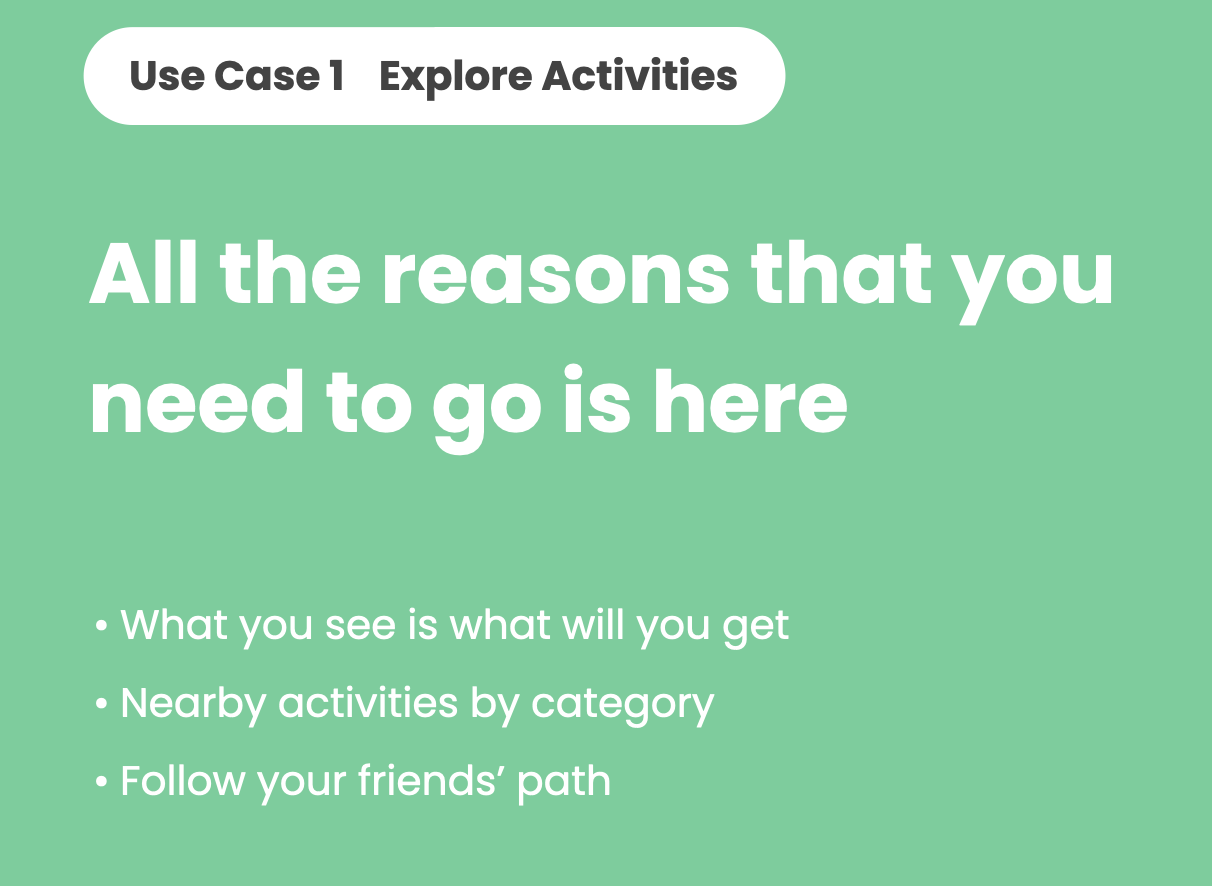 Use Case 1 Explore Activities
All the reasons that you
need to go is here
• What you see is what will you get
• Nearby activities by category
• Follow your friends’ path